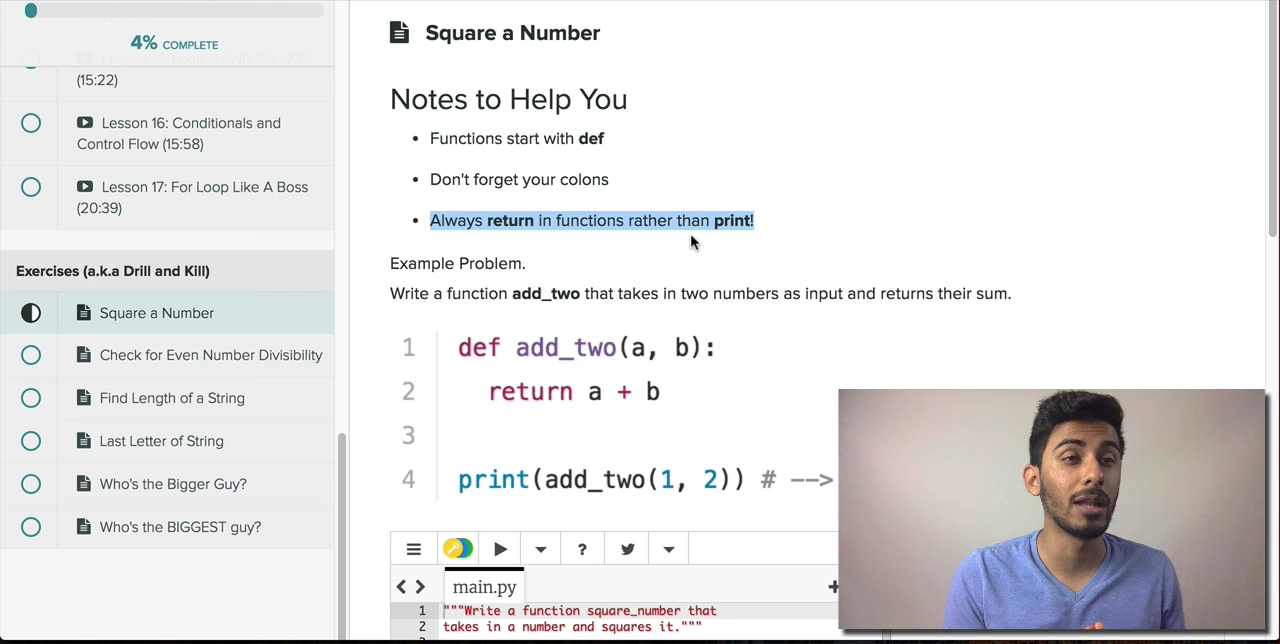 4% COMPLETE
(15:22)
Lesson 16: Conditionals and
Control Flow (15:58)
Lesson 17: For Loop Like A Boss
(20:39)
Exercises (a.k.a Drill and Kill)
Square a Number
Check for Even Number Divisibility
Find Length of a String
Last Letter of String
Who's the Bigger Guy?
Who's the BIGGEST guy?
Square a Number
Notes to Help You
• Functions start with def
• Don't forget your colons
• Always return in functions rather than print!
Example Problem.
Write a function add_two that takes in two numbers as input and returns their sum.
1 def add_two(a, b):
2 return a + b
3
4 print(add_two(1, 2)) # -->
?
main.py
+
1 """Write a function square_number that
2 takes in a number and squares it."""